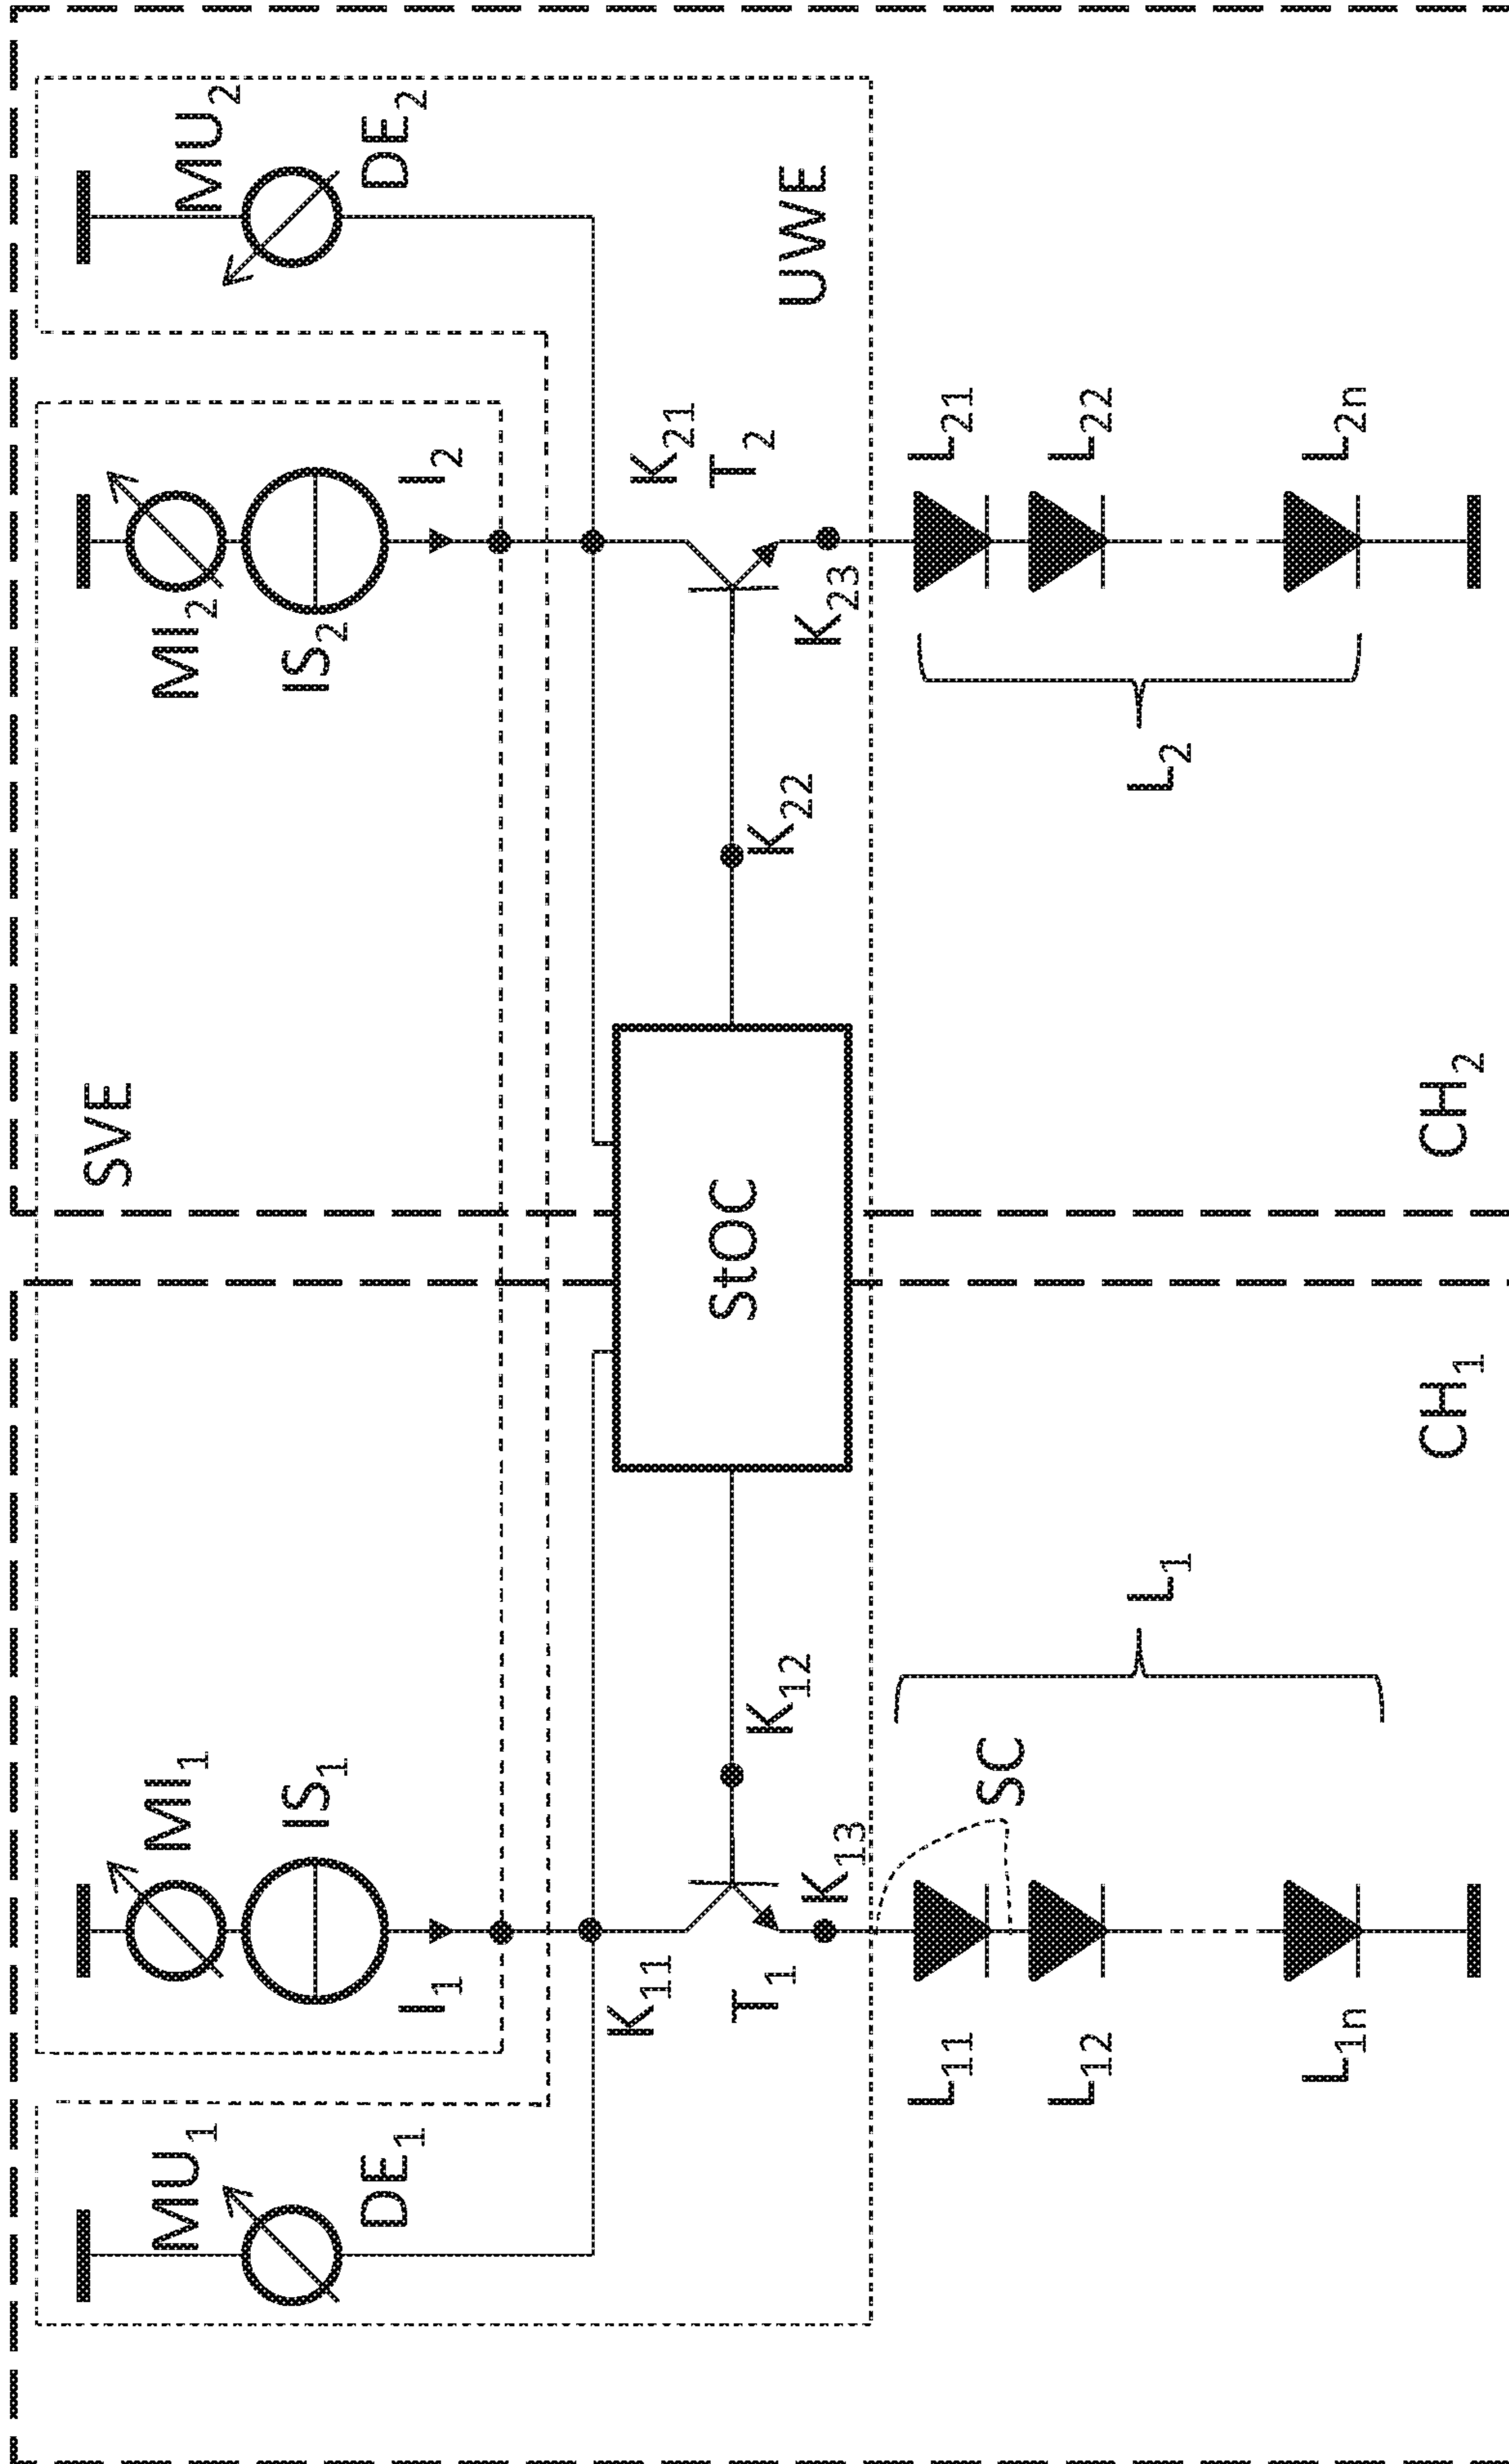 SVE
MU₁
DE₁
MI₁
IS₁
I₁
MI₂
IS₂
I₂
MU₂
DE₂
K₁₁
T₁
K₁₂
K₁₃
StOC
K₂₁
T₂
K₂₂
K₂₃
UWE
L₁₁
L₁₂
L₁ₙ
SC
L₁
L₂
L₂₁
L₂₂
L₂ₙ
CH₁
CH₂